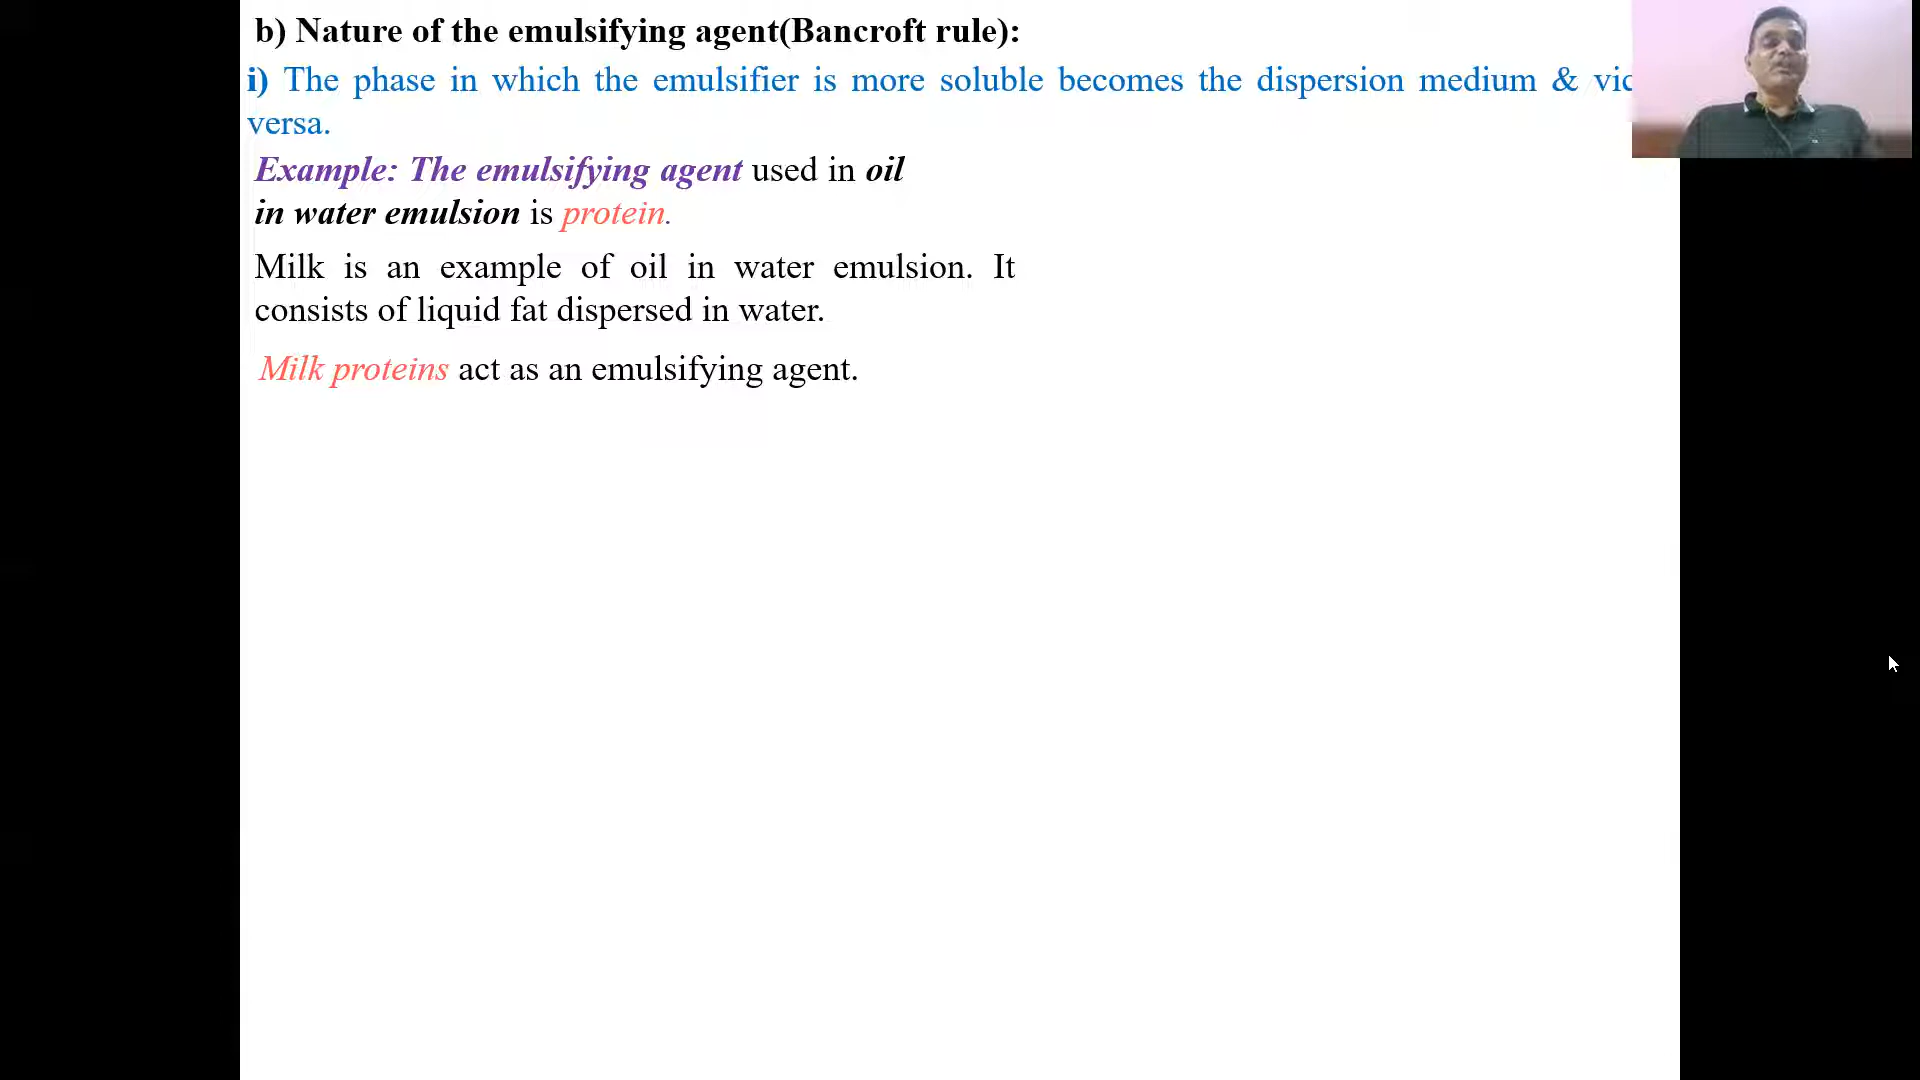 b) Nature of the emulsifying agent(Bancroft rule):
i) The phase in which the emulsifier is more soluble becomes the dispersion medium &
versa.
Example: The emulsifying agent used in oil
in water emulsion is protein.
Milk is an example of oil in water emulsion. It
consists of liquid fat dispersed in water.
Milk proteins act as an emulsifying agent.